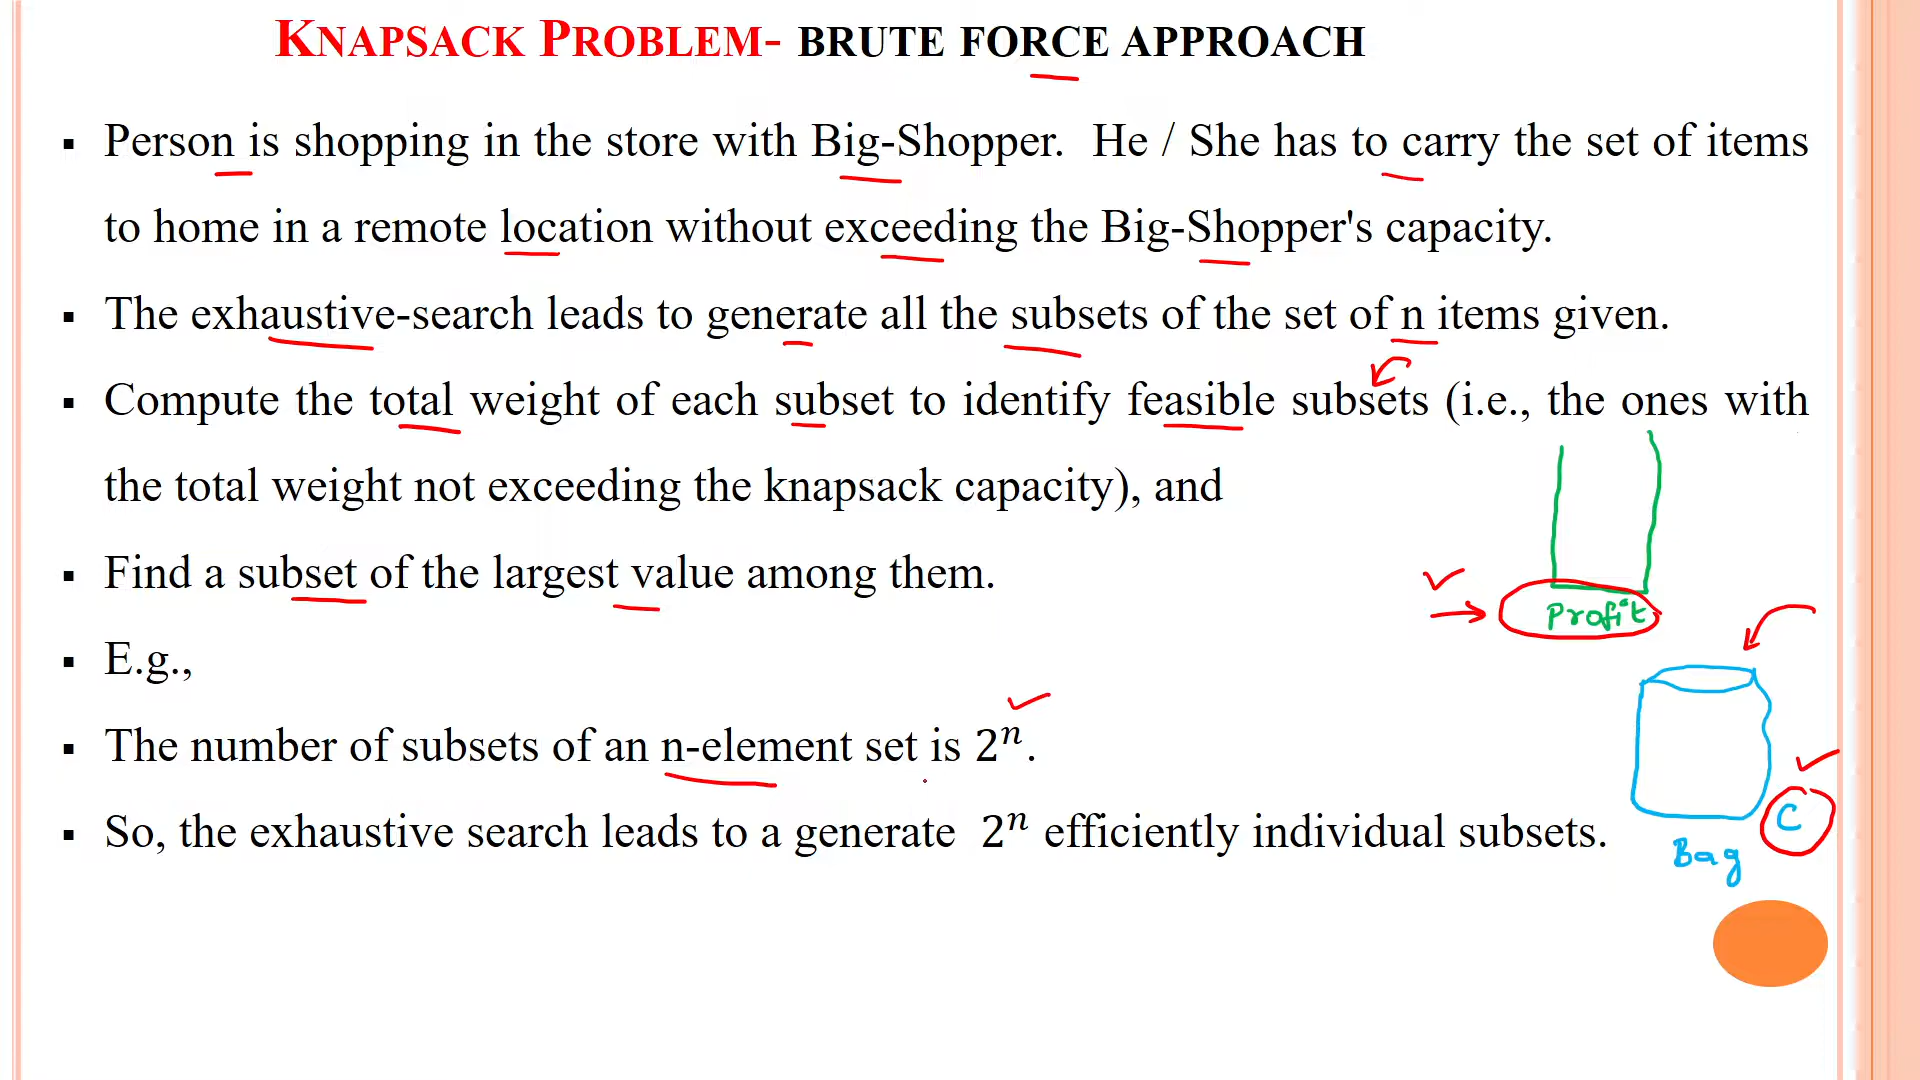 KNAPSACK PROBLEM- BRUTE FORCE APPROACH
▪ Person is shopping in the store with Big-Shopper. He / She has to carry the set of items
to home in a remote location without exceeding the Big-Shopper's capacity.
▪ The exhaustive-search leads to generate all the subsets of the set of n items given.
▪ Compute the total weight of each subset to identify feasible subsets (i.e., the ones with
the total weight not exceeding the knapsack capacity), and
▪ Find a subset of the largest value among them.
Profit
▪ E.g.,
▪ The number of subsets of an n-element set is 2ⁿ.
▪ So, the exhaustive search leads to a generate 2ⁿ efficiently individual subsets.
C
Bag